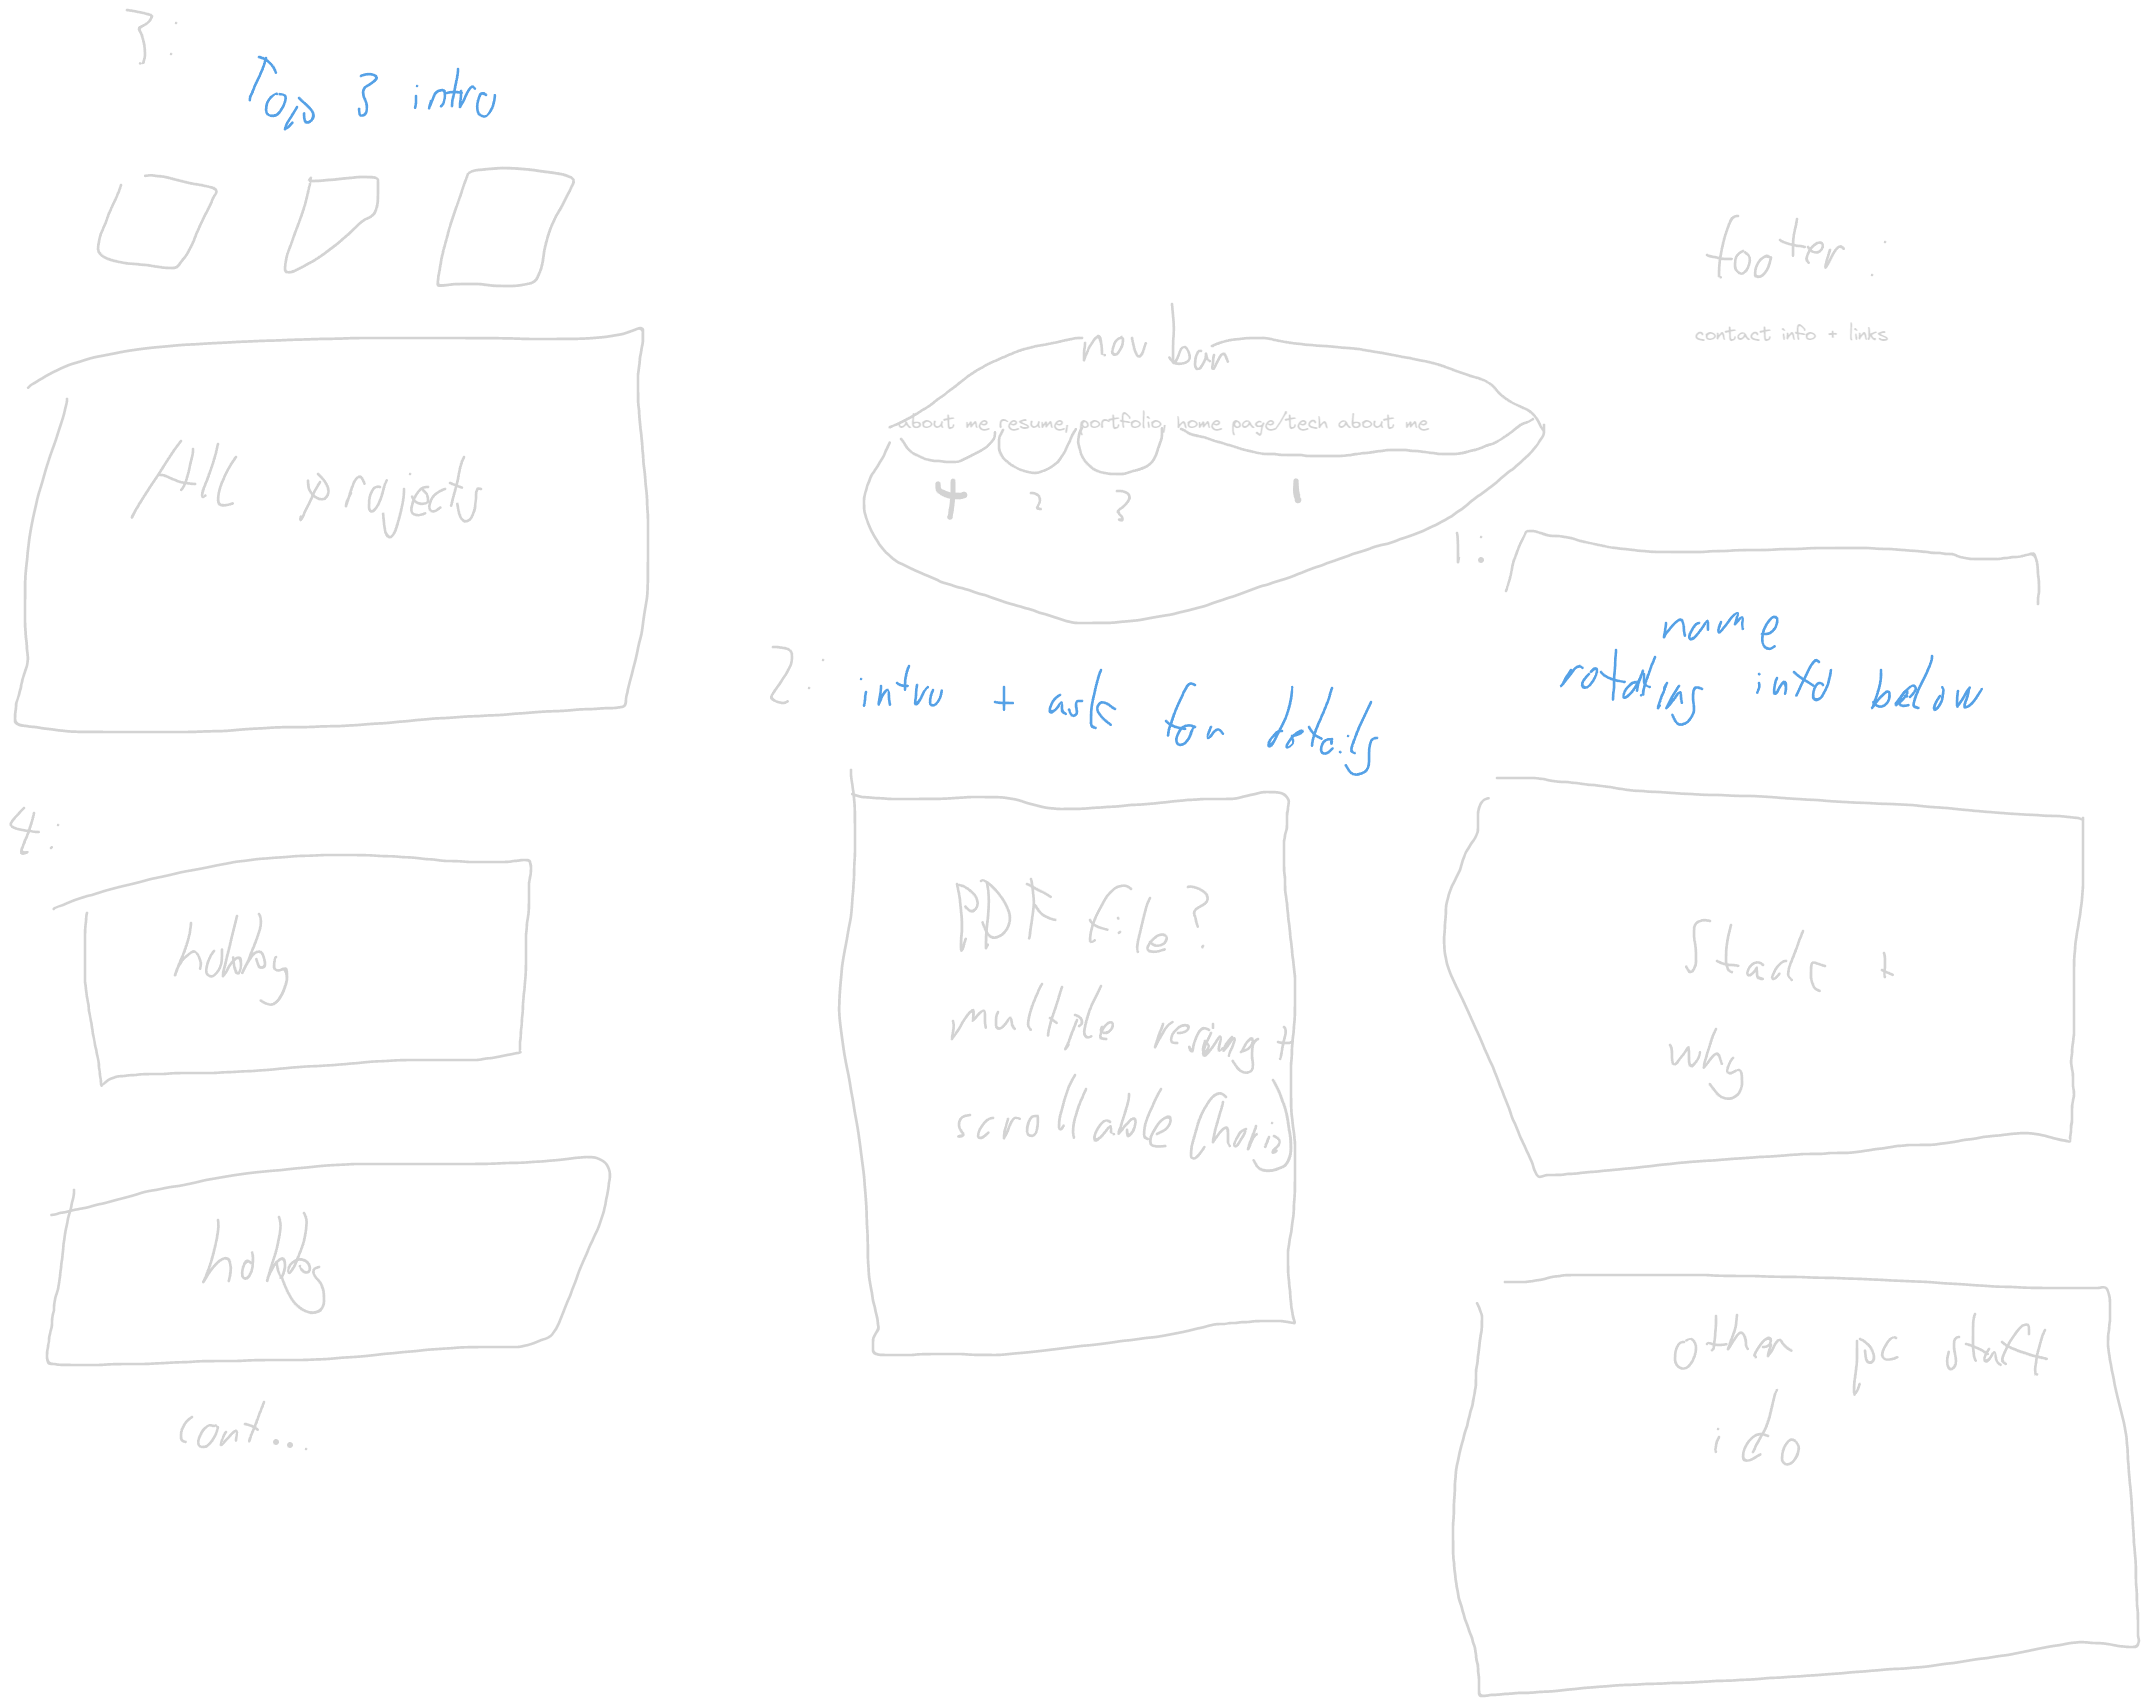 3:
Top 3 intro
ALL project
footer:
contact info + links
nav bar
about me resume, portfolio, home page/tech about me
4 2 3 1
1:
name
rotating info below
2:
intro + ask for details
PDF file?
multiple +
scrollable (horiz)
Stack +
why
other pc stuff
i do
4:
hobby
hobby
cont...